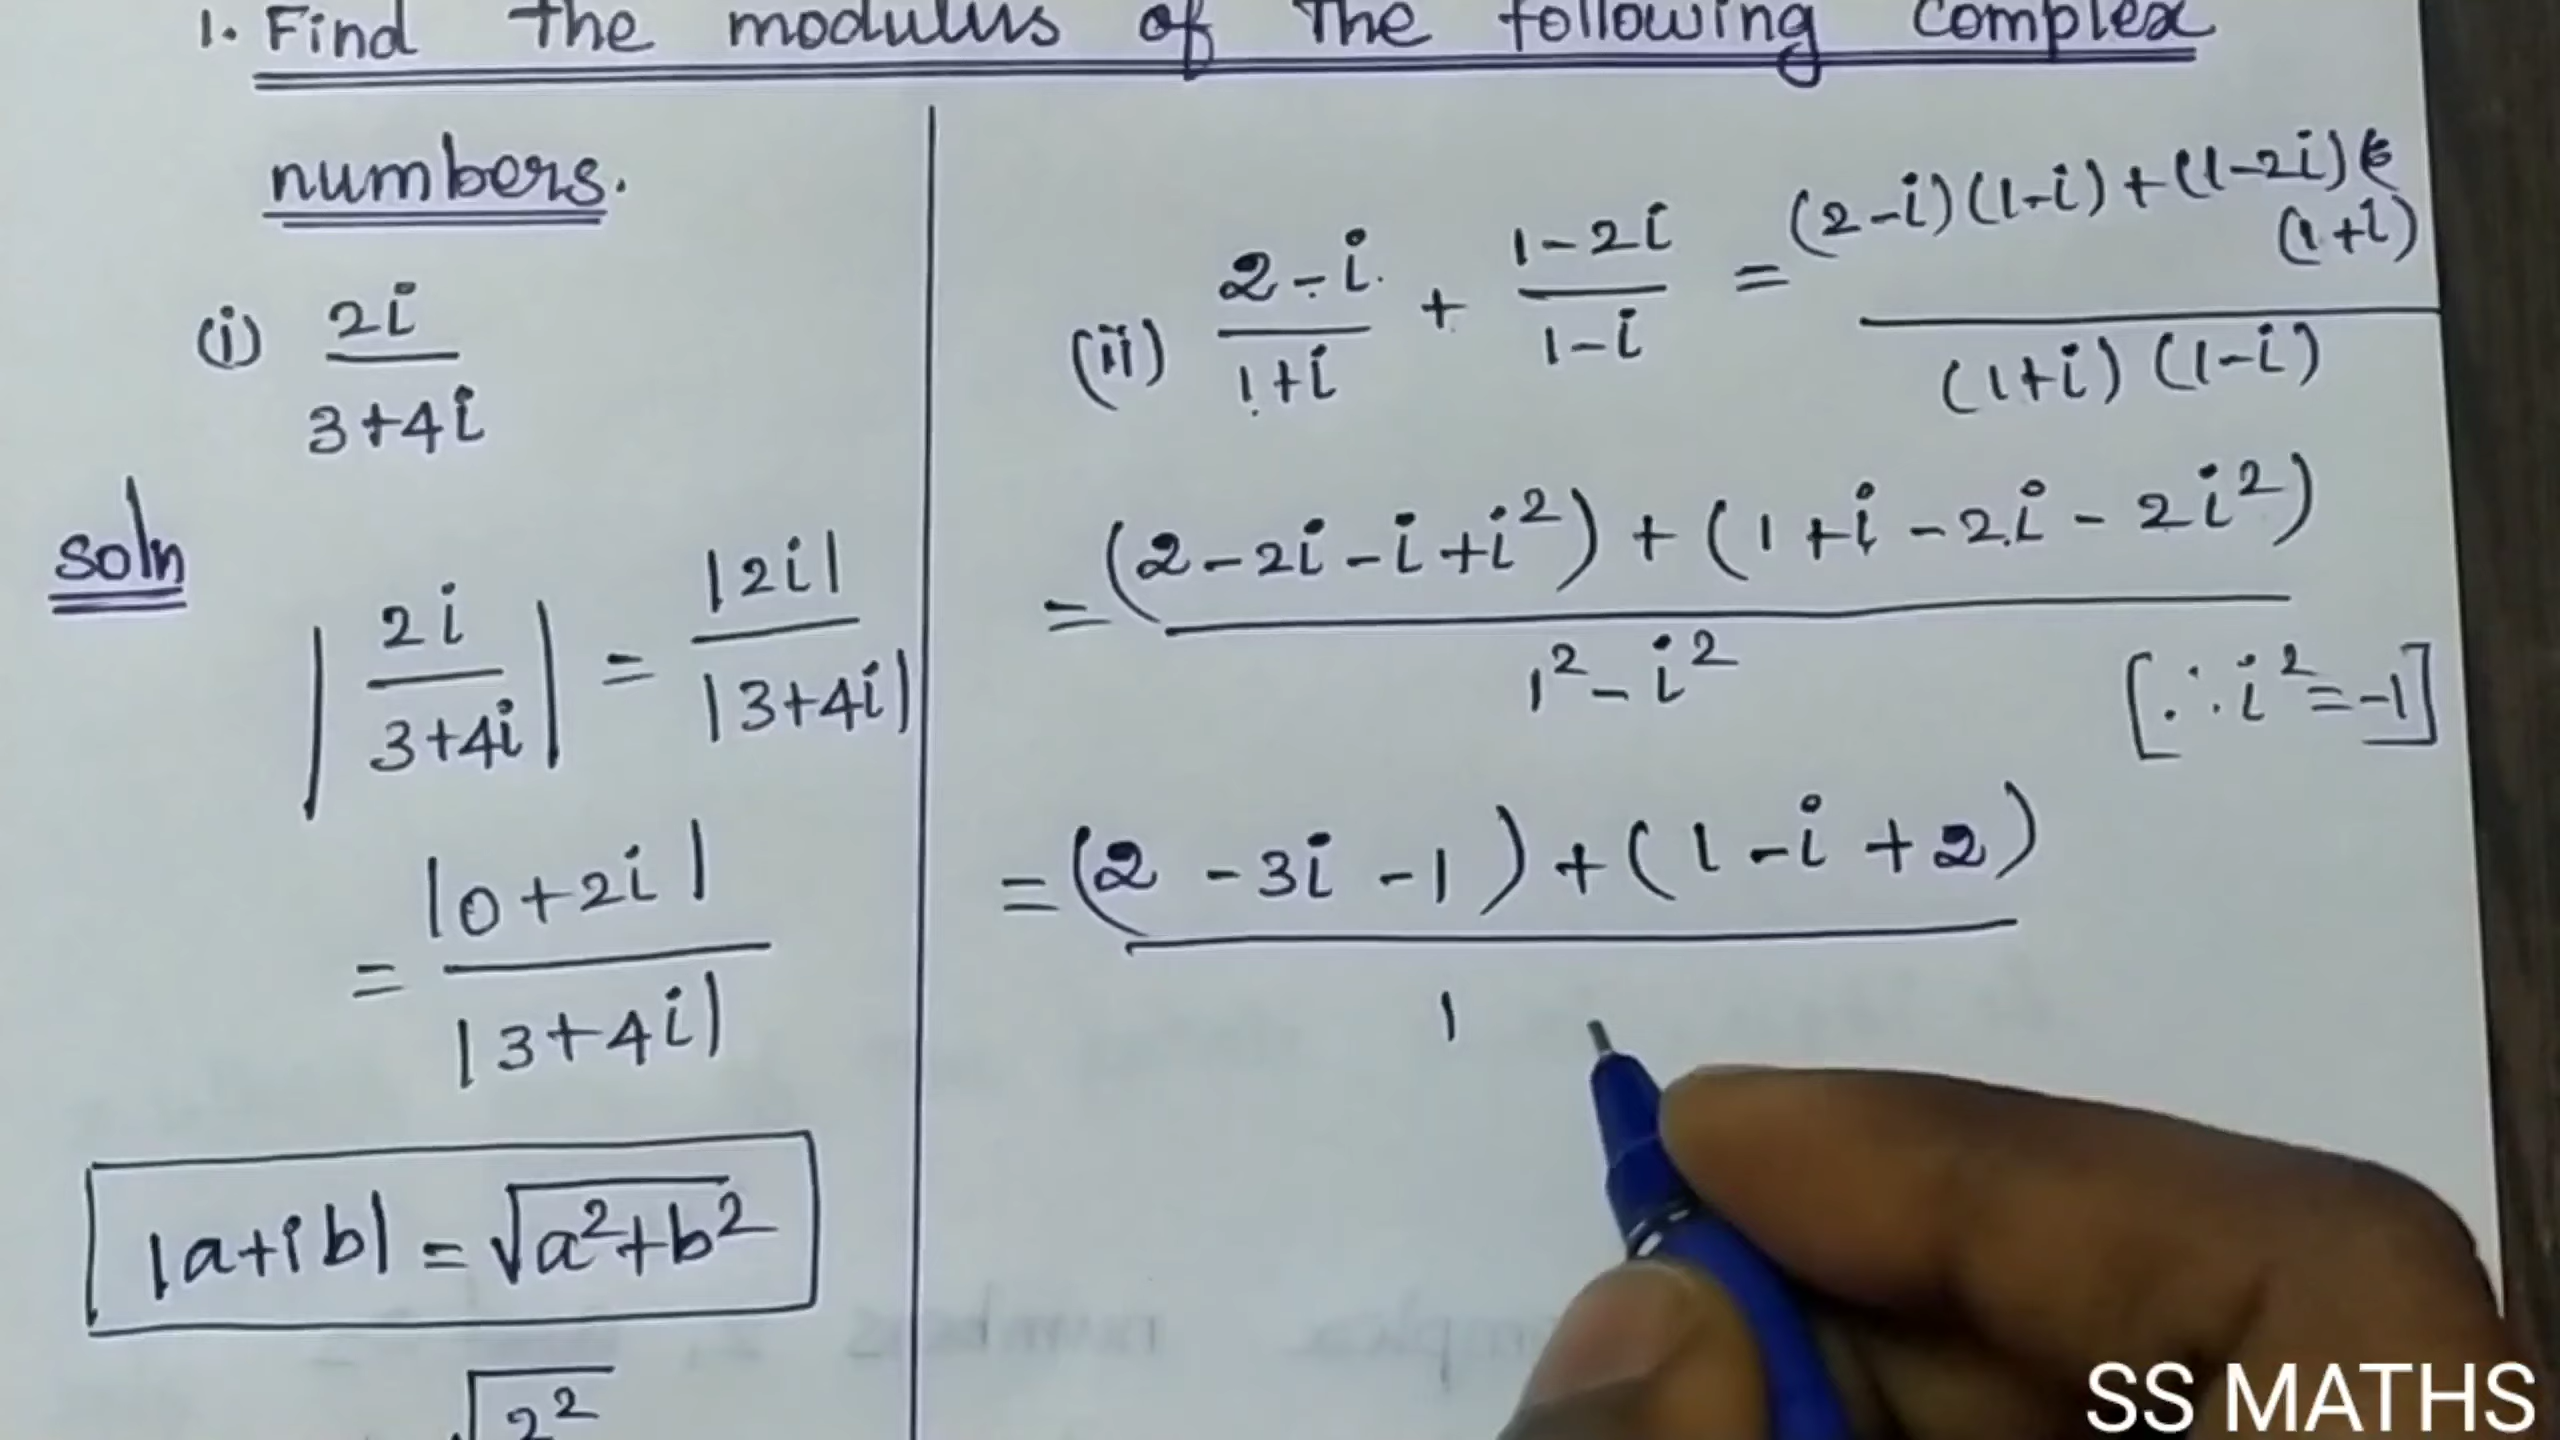 1. Find the modulus of the following complex
numbers.
(i) 2i / 3+4i
soln
|2i / 3+4i| = |2i| / |3+4i|
= |0+2i| / |3+4i|
|a+ib| = √a²+b²
√2²
(ii) 2-i / 1+i + 1-2i / 1-i = (2-i)(1-i)+(1-2i)
(1+i)
(1+i)(1-i)
= (2-2i-i+i²) + (1+i-2i-2i²)
1²-i²
[∵ i²=-1]
= (2-3i-1) + (1-i+2)
1
SS MATHS